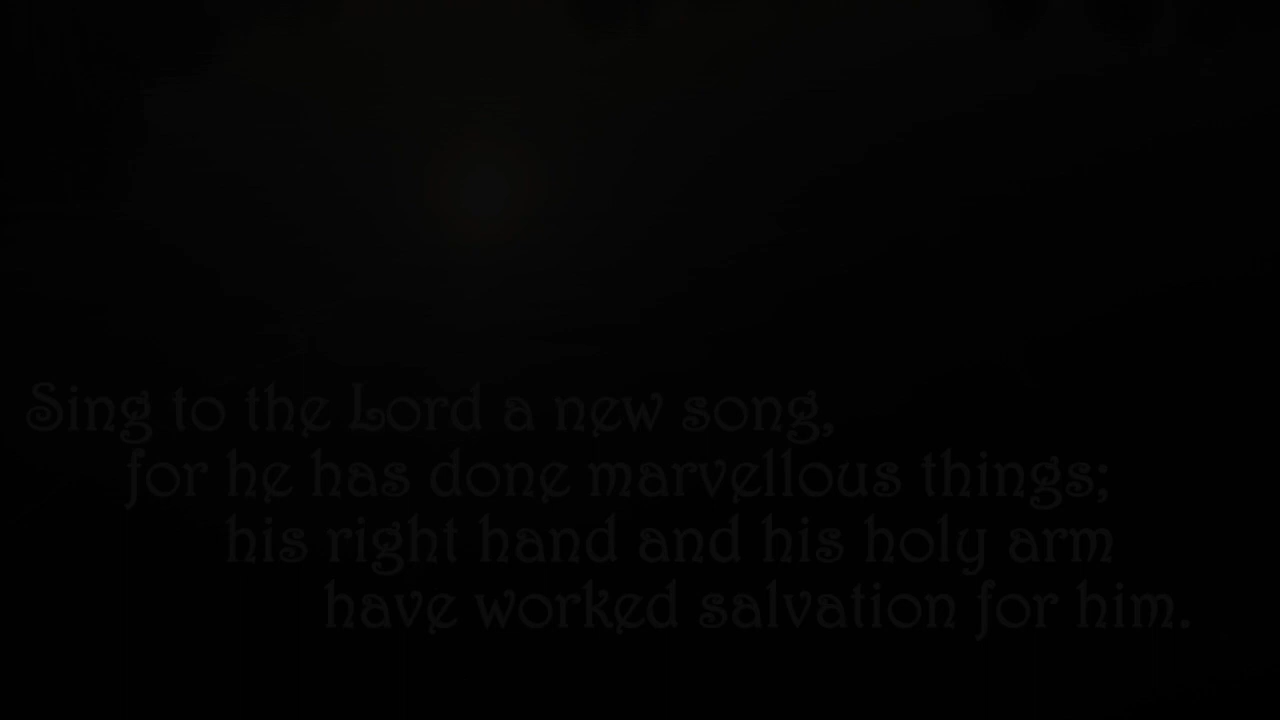 Sing to the Lord a new song,
for he has done marvellous things;
his right hand and his holy arm
have worked salvation for him.